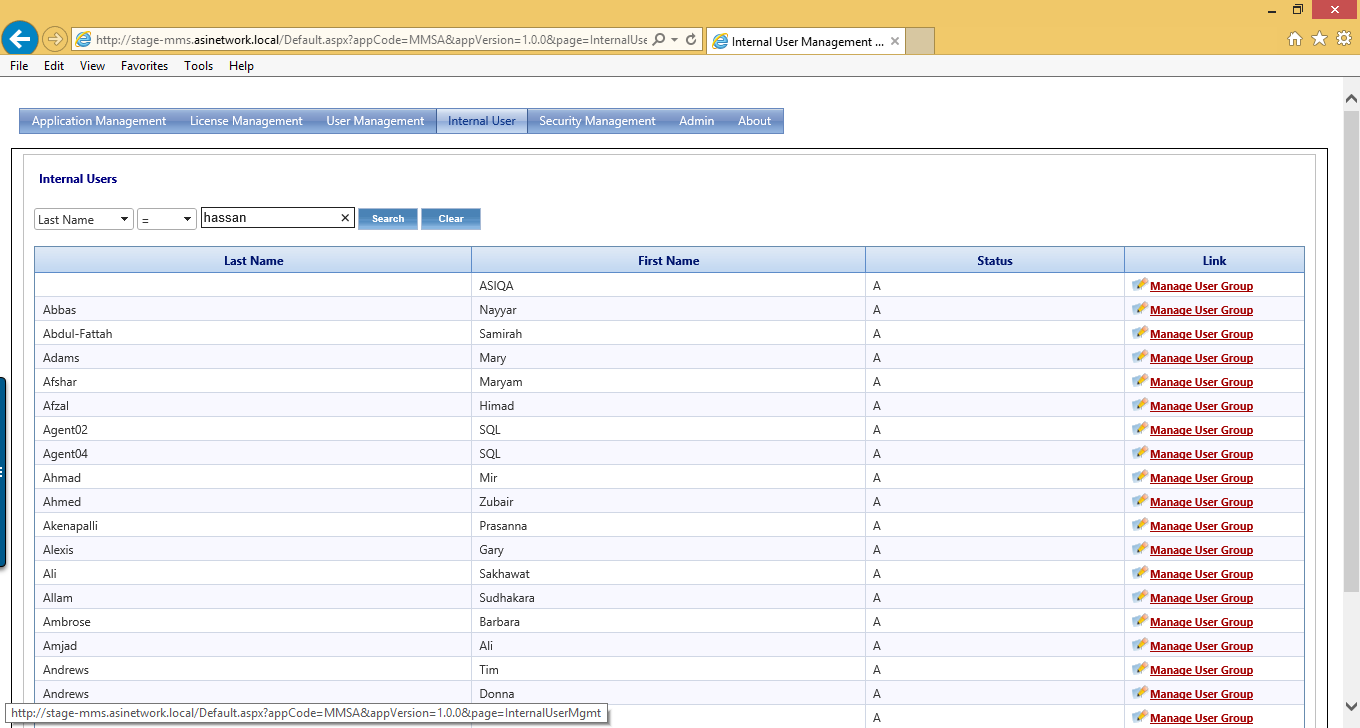 http://stage-mms.asinetwork.local/Default.aspx?appCode=MMSA&appVersion=1.0.0&page=InternalUse
Internal User Management ...
File Edit View Favorites Tools Help
Application Management License Management User Management Internal User Security Management Admin About
Internal Users
Last Name = hassan Search Clear
Last Name First Name Status Link
ASIQA A Manage User Group
Abbas Nayyar A Manage User Group
Abdul-Fattah Samirah A Manage User Group
Adams Mary A Manage User Group
Afshar Maryam A Manage User Group
Afzal Himad A Manage User Group
Agent02 SQL A Manage User Group
Agent04 SQL A Manage User Group
Ahmad Mir A Manage User Group
Ahmed Zubair A Manage User Group
Akenapalli Prasanna A Manage User Group
Alexis Gary A Manage User Group
Ali Sakhawat A Manage User Group
Allam Sudhakara A Manage User Group
Ambrose Barbara A Manage User Group
Amjad Ali A Manage User Group
Andrews Tim A Manage User Group
Andrews Donna A Manage User Group
A Manage User Group
http://stage-mms.asinetwork.local/Default.aspx?appCode=MMSA&appVersion=1.0.0&page=InternalUserMgmt